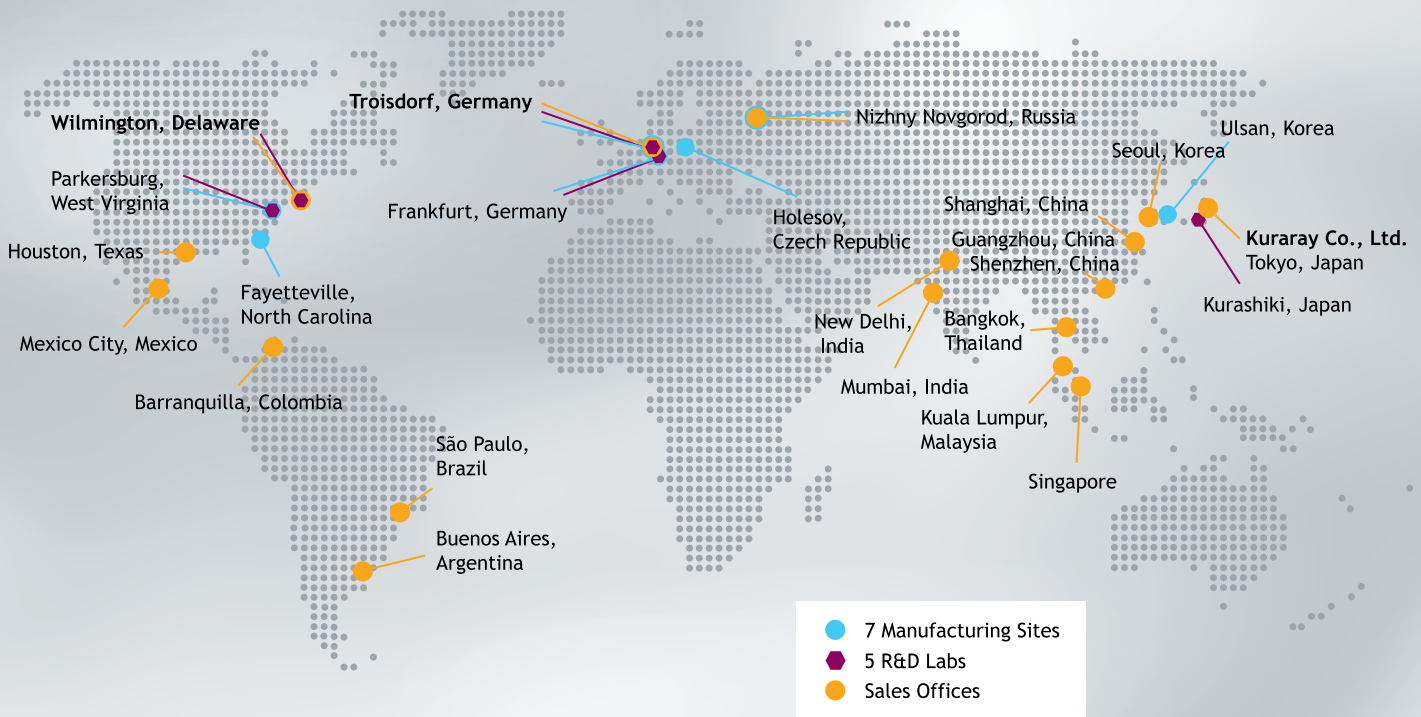 Troisdorf, Germany
Wilmington, Delaware
Nizhny Novgorod, Russia
Ulsan, Korea
Seoul, Korea
Parkersburg,
West Virginia
Frankfurt, Germany
Holesov,
Czech Republic
Shanghai, China
Guangzhou, China
Shenzhen, China
Kuraray Co., Ltd.
Tokyo, Japan
Houston, Texas
Fayetteville,
North Carolina
Kurashiki, Japan
New Delhi,
India
Bangkok,
Thailand
Mexico City, Mexico
Mumbai, India
Barranquilla, Colombia
Kuala Lumpur,
Malaysia
São Paulo,
Brazil
Singapore
Buenos Aires,
Argentina
7 Manufacturing Sites
5 R&D Labs
Sales Offices